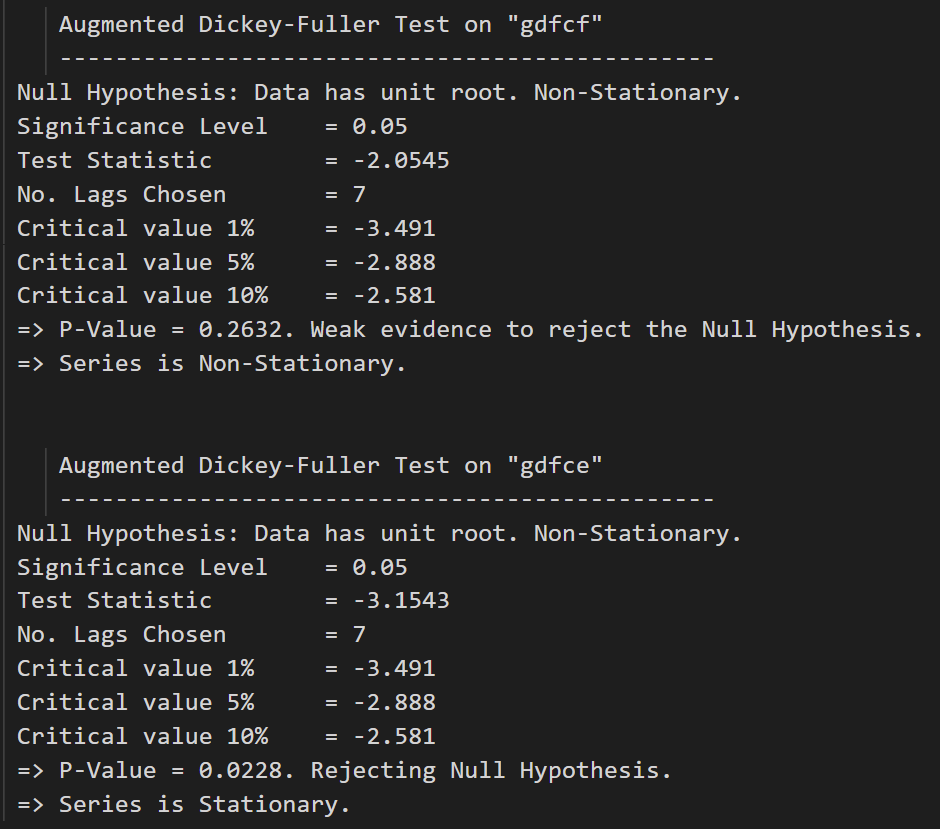 Augmented Dickey-Fuller Test on "gdfcf"
-----------------------------------------------
Null Hypothesis: Data has unit root. Non-Stationary.
Significance Level    = 0.05
Test Statistic        = -2.0545
No. Lags Chosen       = 7
Critical value 1%     = -3.491
Critical value 5%     = -2.888
Critical value 10%    = -2.581
=> P-Value = 0.2632. Weak evidence to reject the Null Hypothesis.
=> Series is Non-Stationary.
Augmented Dickey-Fuller Test on "gdfce"
-----------------------------------------------
Null Hypothesis: Data has unit root. Non-Stationary.
Significance Level    = 0.05
Test Statistic        = -3.1543
No. Lags Chosen       = 7
Critical value 1%     = -3.491
Critical value 5%     = -2.888
Critical value 10%    = -2.581
=> P-Value = 0.0228. Rejecting Null Hypothesis.
=> Series is Stationary.